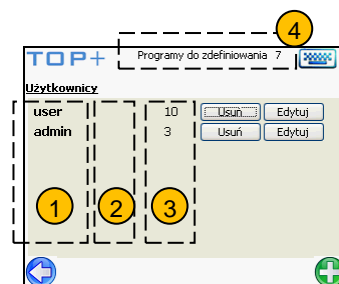 4
TOP+ Programy do zdefiniowania 7
Użytkownicy
user 10 Usuń Edytuj
admin 3 Usuń Edytuj
1 2 3